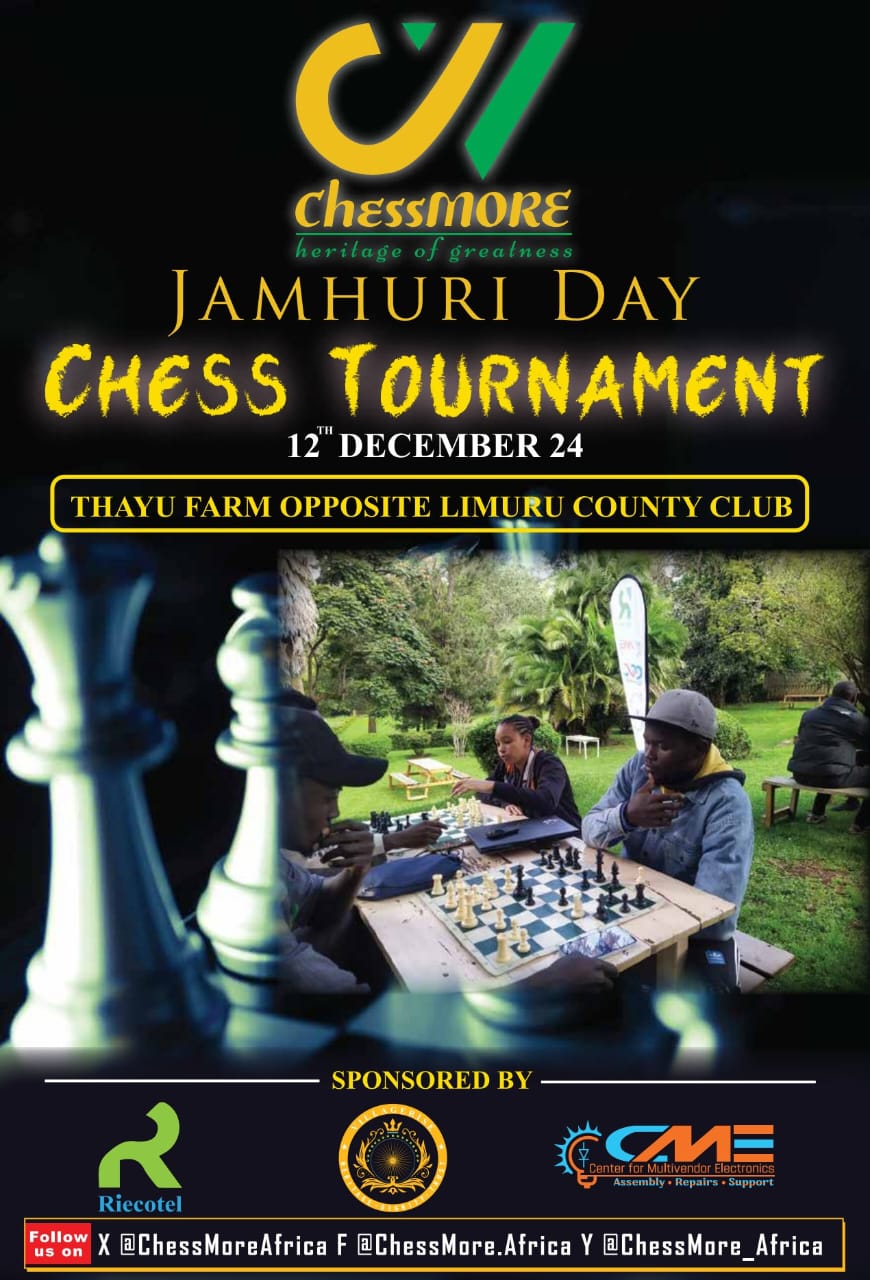 ChessMORE
heritage of greatness
JAMHURI DAY
CHESS TOURNAMENT
12TH DECEMBER 24
THAYU FARM OPPOSITE LIMURU COUNTY CLUB
SPONSORED BY
Riecotel
VILLAGERISE
CME
Center for Multivendor Electronics
Assembly • Repairs • Support
Follow us on X @ChessMoreAfrica F @ChessMore.Africa Y @ChessMore_Africa